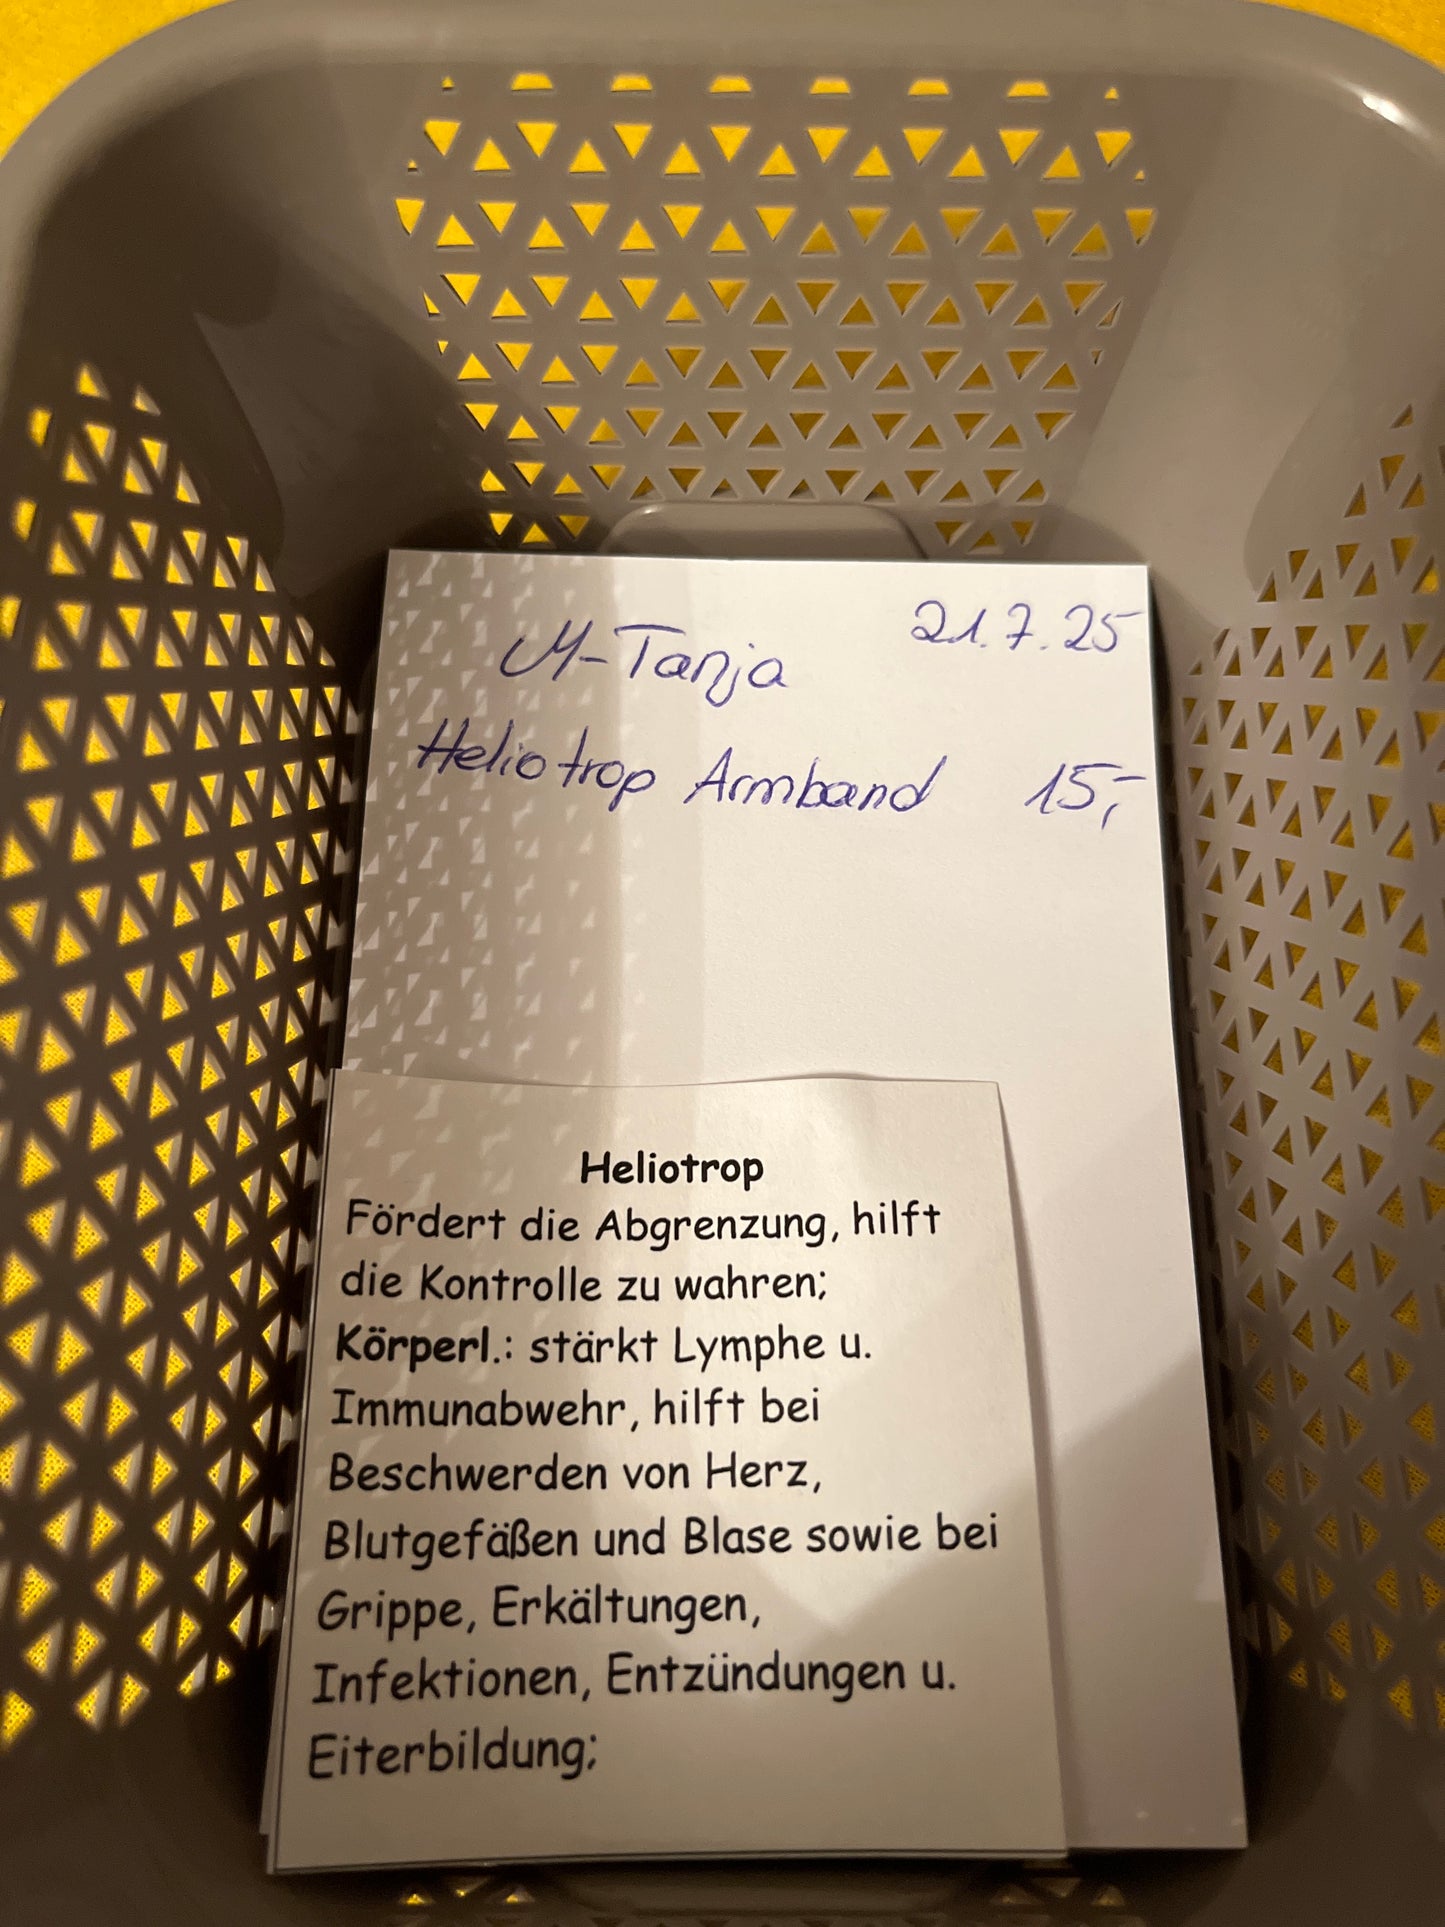 M-Tanja 21.7.25
Heliotrop Armband 15,-
Heliotrop
Fördert die Abgrenzung, hilft
die Kontrolle zu wahren;
Körperl.: stärkt Lymphe u.
Immunabwehr, hilft bei
Beschwerden von Herz,
Blutgefäßen und Blase sowie bei
Grippe, Erkältungen,
Infektionen, Entzündungen u.
Eiterbildung;